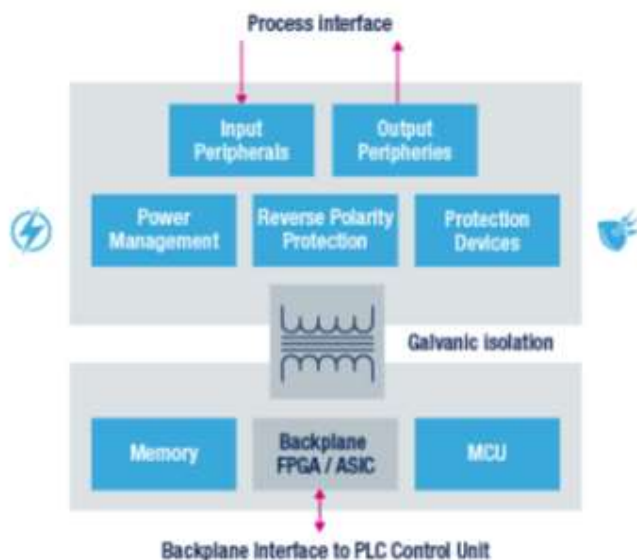 Process interface
Input
Peripherals
Output
Peripheries
Power
Management
Reverse Polarity
Protection
Protection
Devices
Galvanic isolation
Memory
Backplane
FPGA / ASIC
MCU
Backplane Interface to PLC Control Unit